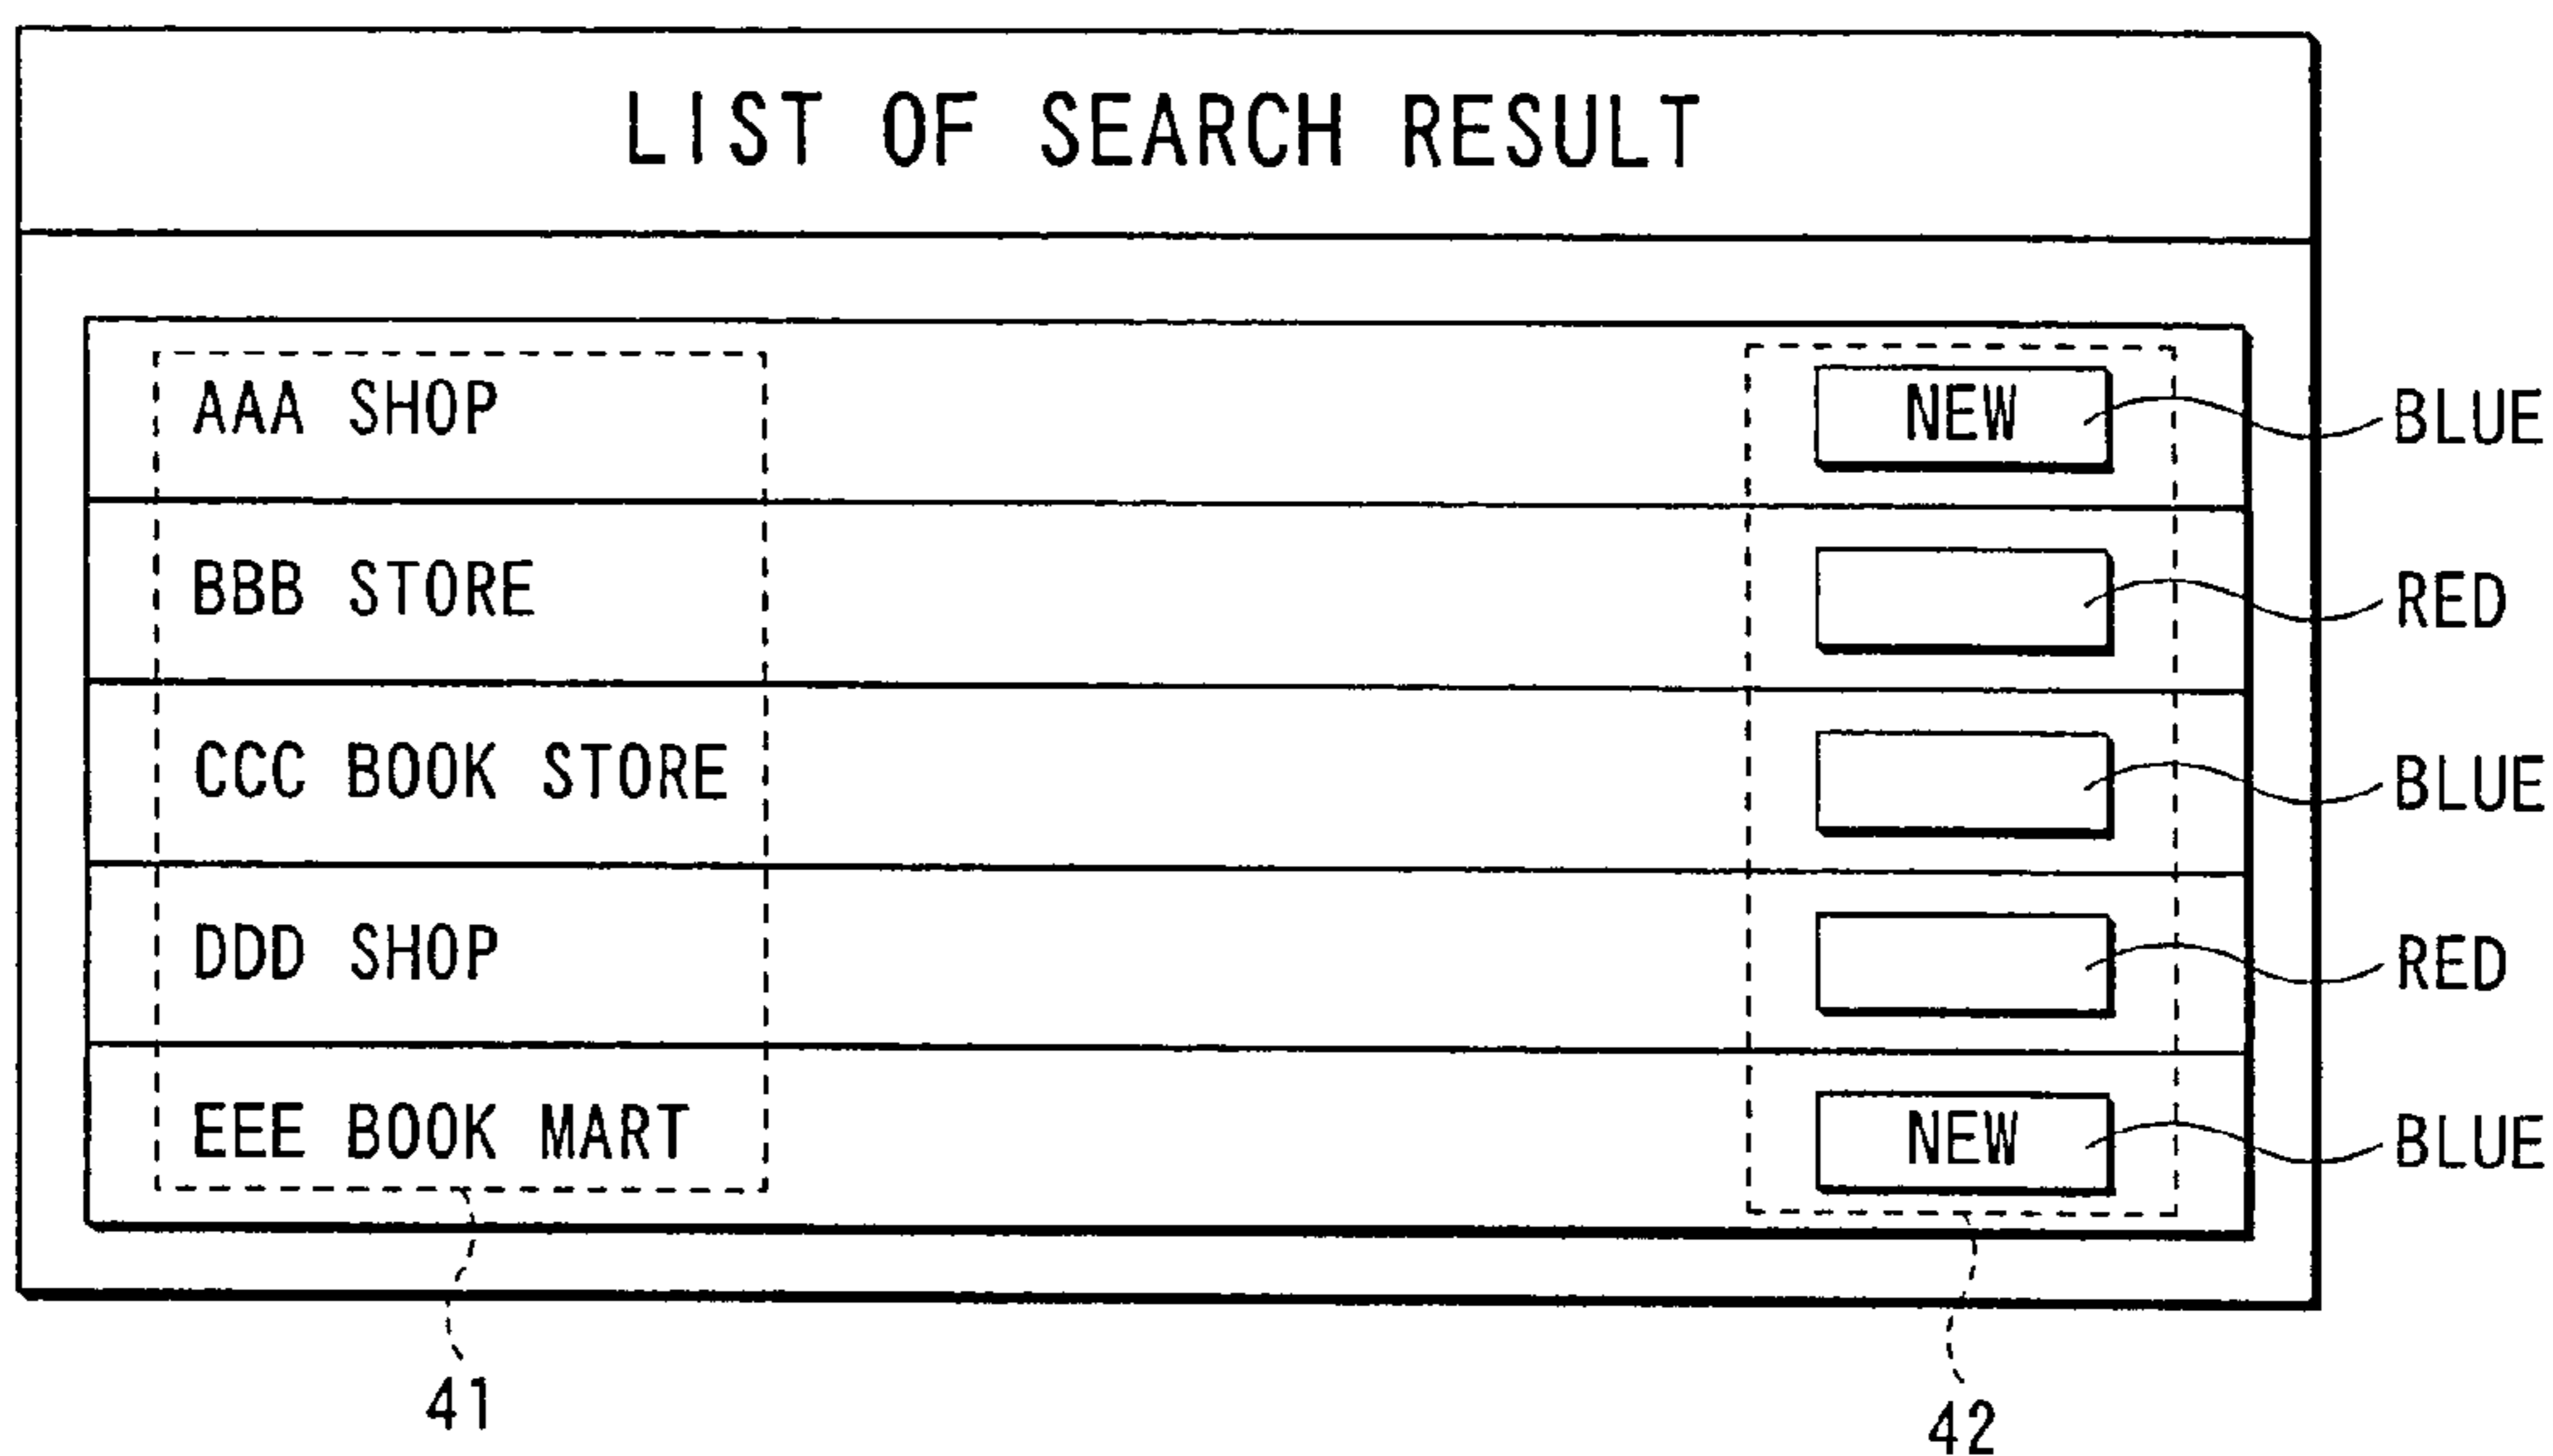 LIST OF SEARCH RESULT
AAA SHOP NEW BLUE
BBB STORE RED
CCC BOOK STORE BLUE
DDD SHOP RED
EEE BOOK MART NEW BLUE
41 42